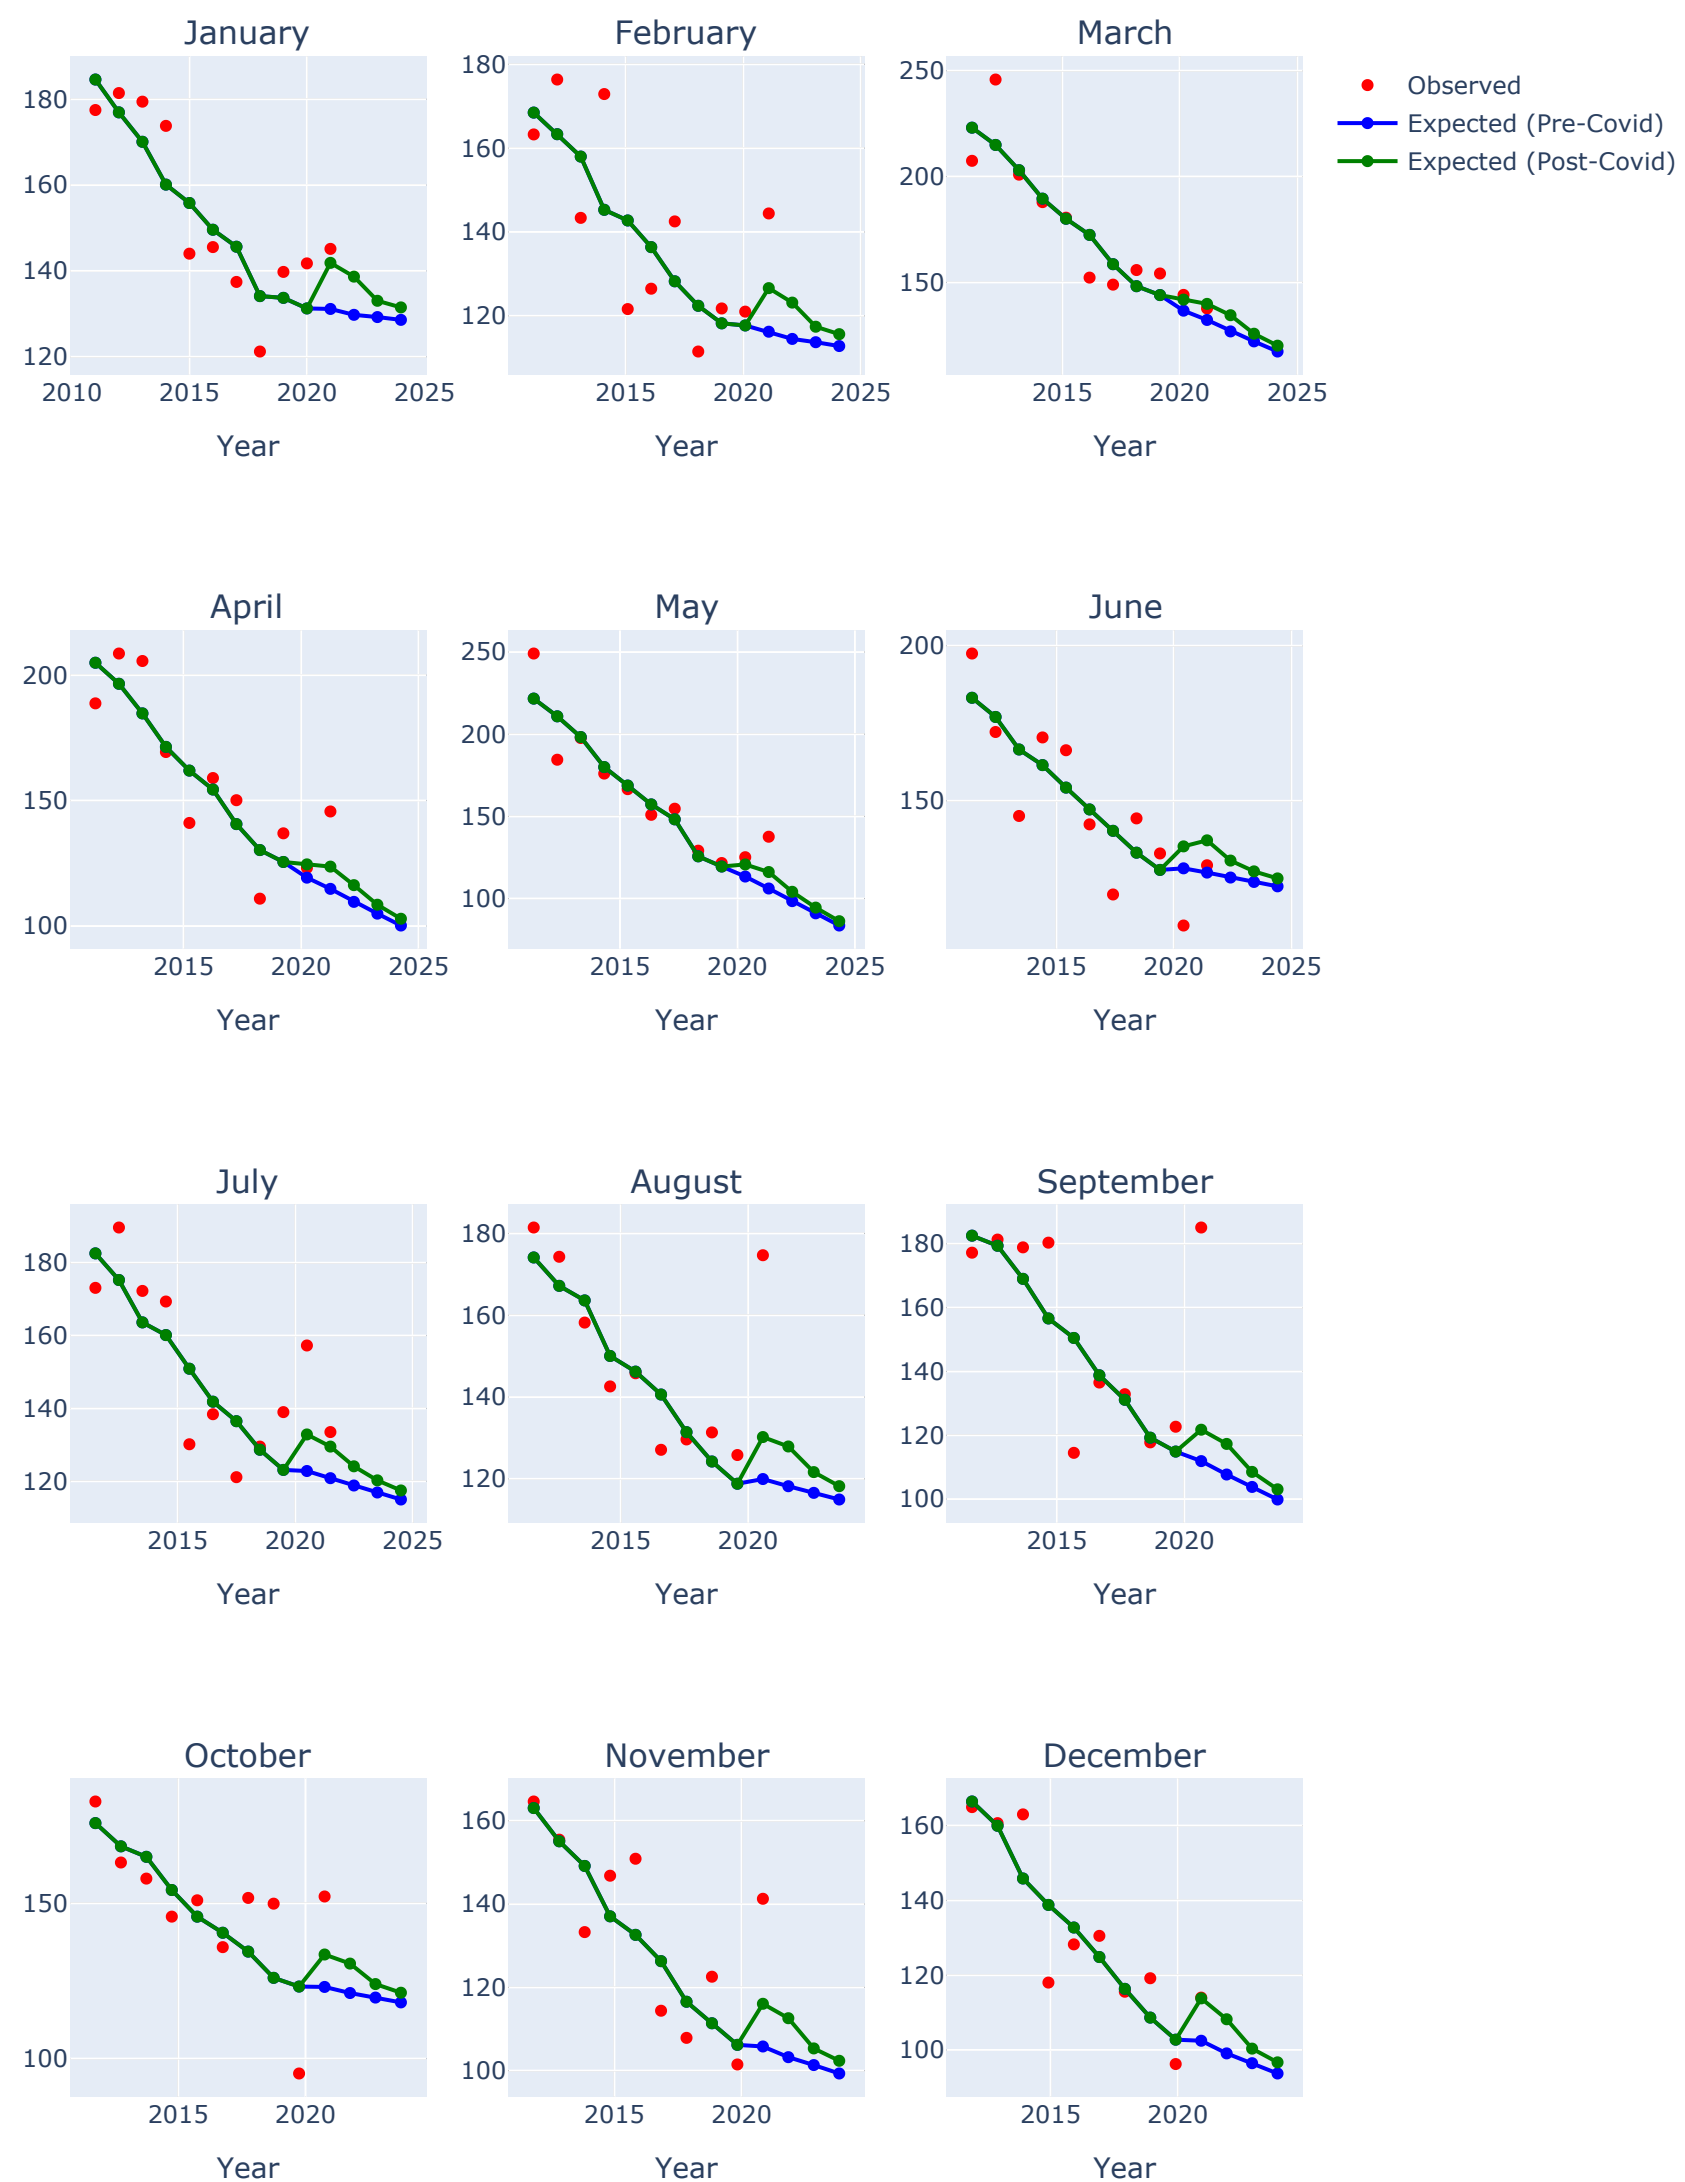 January
February
March
180
160
140
120
2010 2015 2020 2025
Year
180
160
140
120
2015 2020 2025
Year
250
200
150
2015 2020 2025
Year
Observed
Expected (Pre-Covid)
Expected (Post-Covid)
April
May
June
200
150
100
2015 2020 2025
Year
250
200
150
100
2015 2020 2025
Year
200
150
2015 2020 2025
Year
July
August
September
180
160
140
120
2015 2020 2025
Year
180
160
140
120
2015 2020
Year
180
160
140
120
100
2015 2020
Year
October
November
December
150
100
2015 2020
Year
160
140
120
100
2015 2020
Year
160
140
120
100
2015 2020
Year